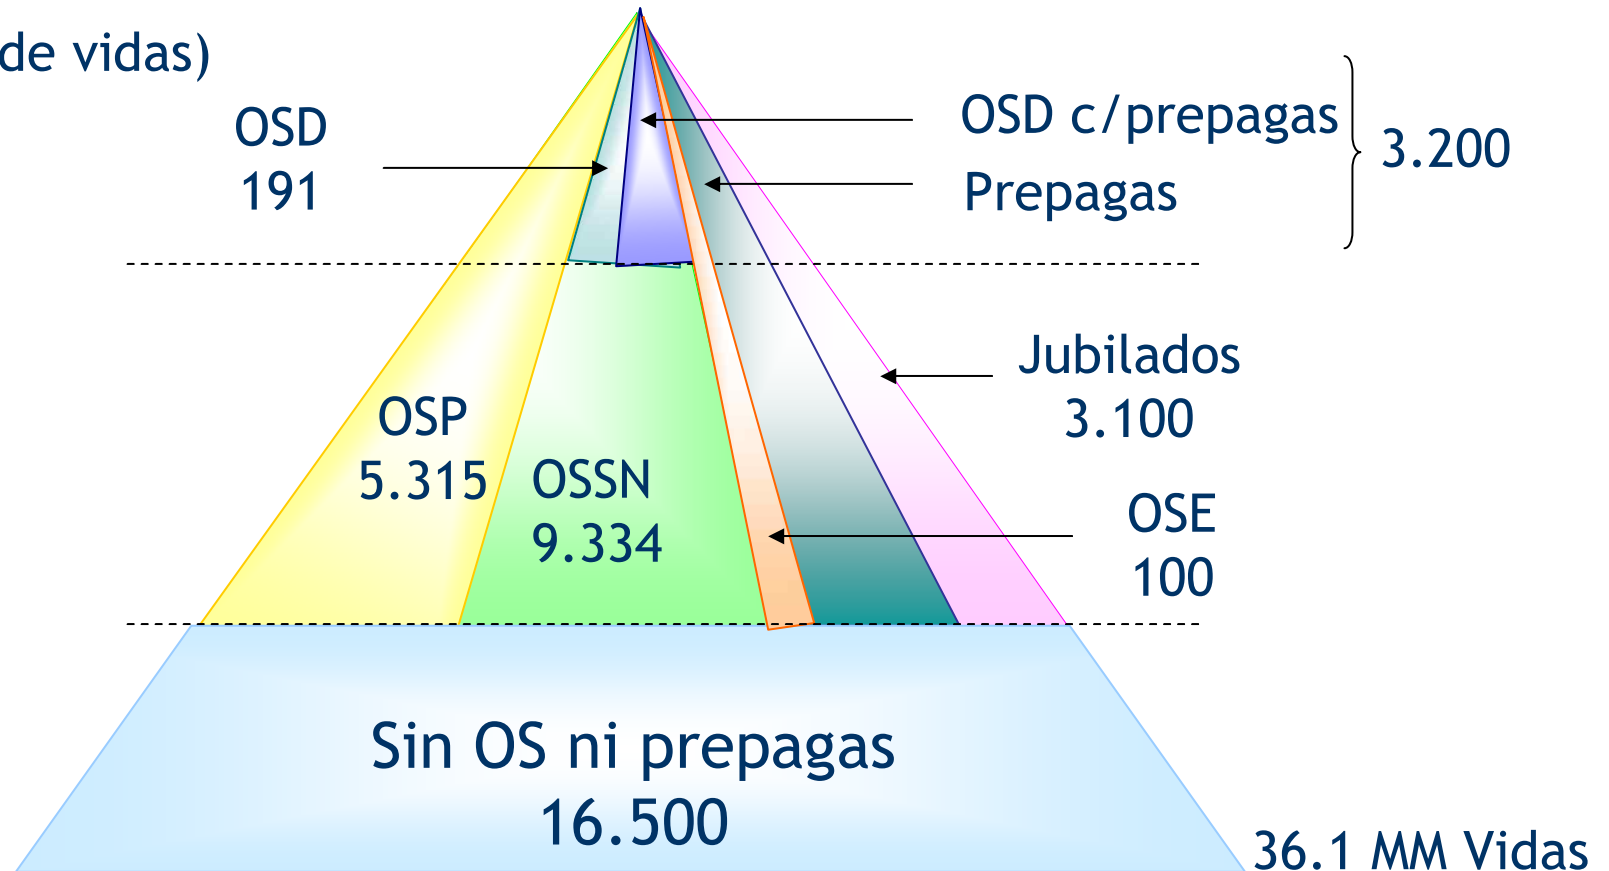 de vidas)
OSD
191
OSD c/prepagas
Prepagas
3.200
Jubilados
3.100
OSP
5.315
OSSN
9.334
OSE
100
Sin OS ni prepagas
16.500
36.1 MM Vidas